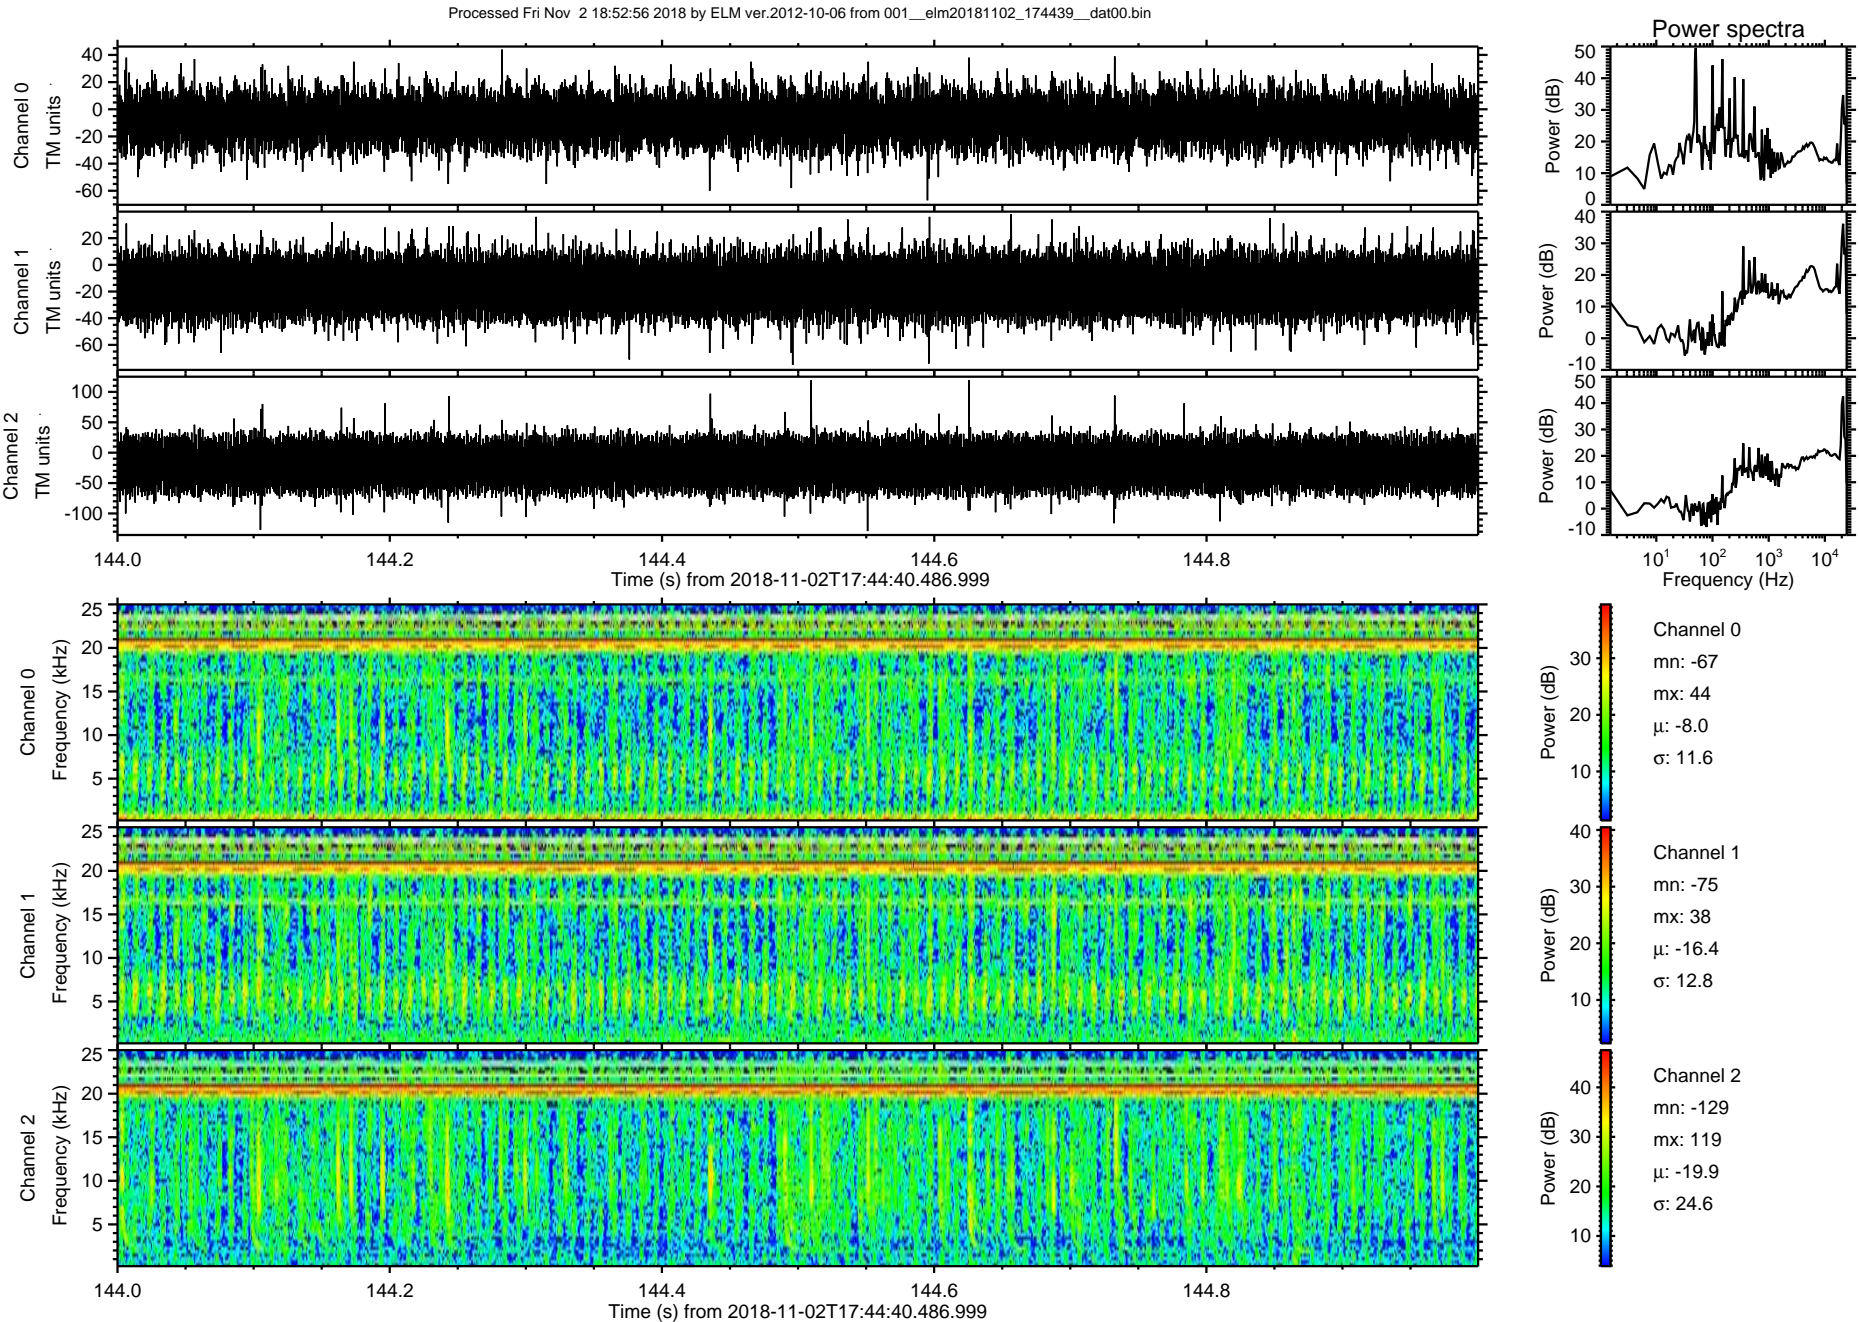 Processed Fri Nov  2 18:52:56 2018 by ELM ver.2012-10-06 from 001__elm20181102_174439__dat00.bin
Power spectra
Channel 0
TM units
40
20
0
-20
-40
-60
Power (dB)
50
40
30
20
10
0
Channel 1
TM units
20
0
-20
-40
-60
Power (dB)
40
30
20
10
0
-10
Channel 2
TM units
100
50
0
-50
-100
Power (dB)
50
40
30
20
10
0
-10
144.0 144.2 144.4 144.6 144.8
Time (s) from 2018-11-02T17:44:40.486.999
10¹ 10² 10³ 10⁴
Frequency (Hz)
Channel 0
Frequency (kHz)
25
20
15
10
5
Power (dB)
30
20
10
Channel 0
mn: -67
mx: 44
μ: -8.0
σ: 11.6
Channel 1
Frequency (kHz)
25
20
15
10
5
Power (dB)
40
30
20
10
Channel 1
mn: -75
mx: 38
μ: -16.4
σ: 12.8
Channel 2
Frequency (kHz)
25
20
15
10
5
Power (dB)
40
30
20
10
Channel 2
mn: -129
mx: 119
μ: -19.9
σ: 24.6
144.0 144.2 144.4 144.6 144.8
Time (s) from 2018-11-02T17:44:40.486.999